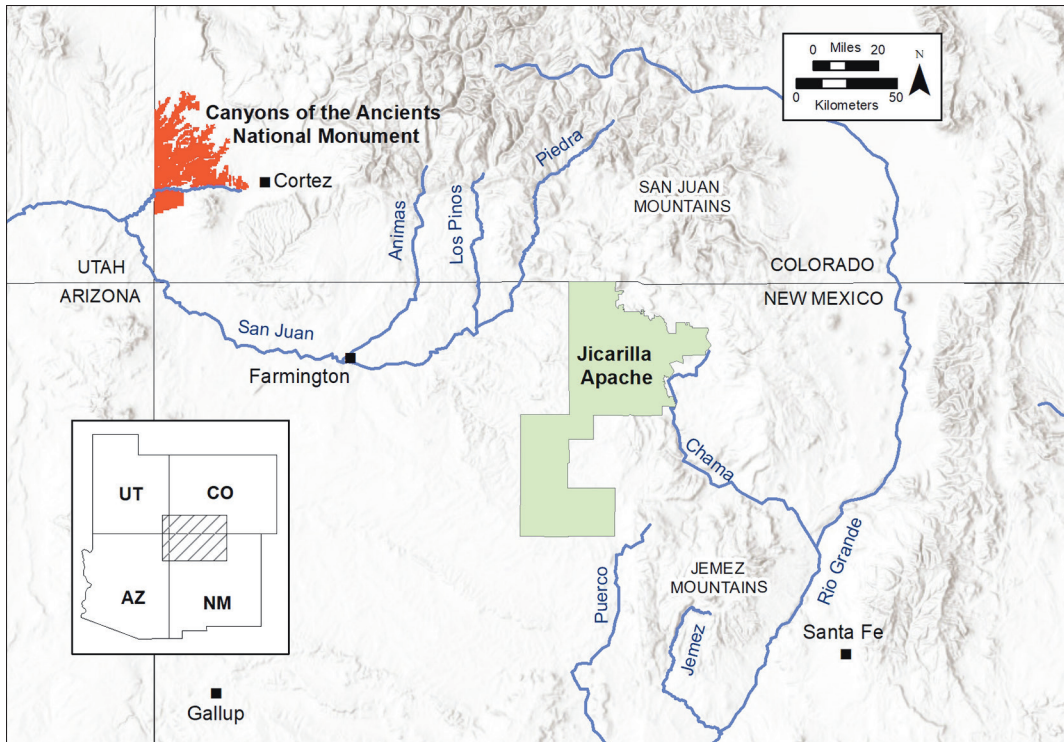 0 Miles 20
0 Kilometers 50
N
Canyons of the Ancients
National Monument
Cortez
Piedra
Los Pinos
Animas
SAN JUAN
MOUNTAINS
UTAH
ARIZONA
COLORADO
NEW MEXICO
San Juan
Farmington
Jicarilla
Apache
Chama
Rio Grande
Puerco
JEMEZ
MOUNTAINS
Jemez
Santa Fe
UT
CO
AZ
NM
Gallup